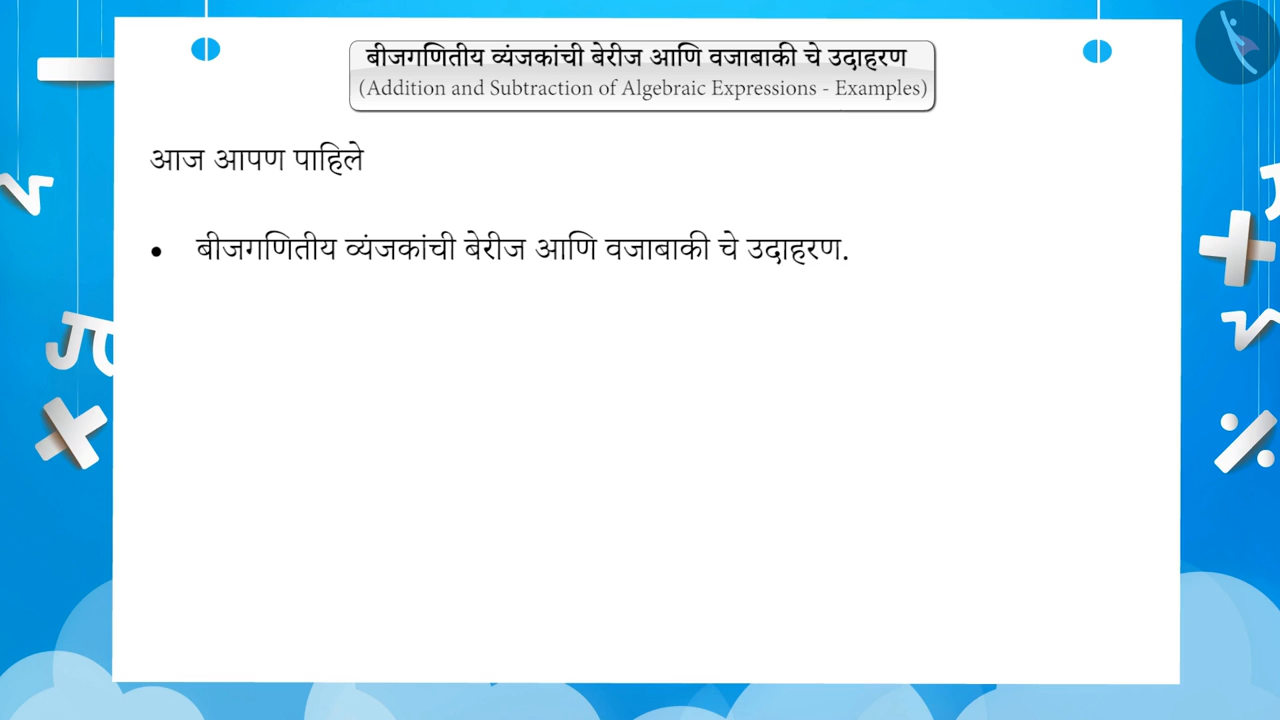 बीजगणितीय व्यंजकांची बेरीज आणि वजाबाकी चे उदाहरण
(Addition and Subtraction of Algebraic Expressions - Examples)
आज आपण पाहिले
• बीजगणितीय व्यंजकांची बेरीज आणि वजाबाकी चे उदाहरण.